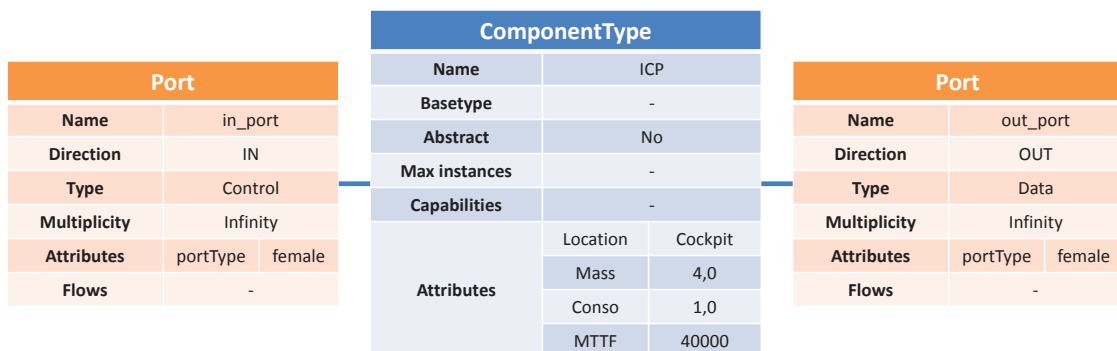 Port
Name in_port
Direction IN
Type Control
Multiplicity Infinity
Attributes portType female
Flows -
ComponentType
Name ICP
Basetype -
Abstract No
Max instances -
Capabilities -
Attributes
Location Cockpit
Mass 4,0
Conso 1,0
MTTF 40000
Port
Name out_port
Direction OUT
Type Data
Multiplicity Infinity
Attributes portType female
Flows -